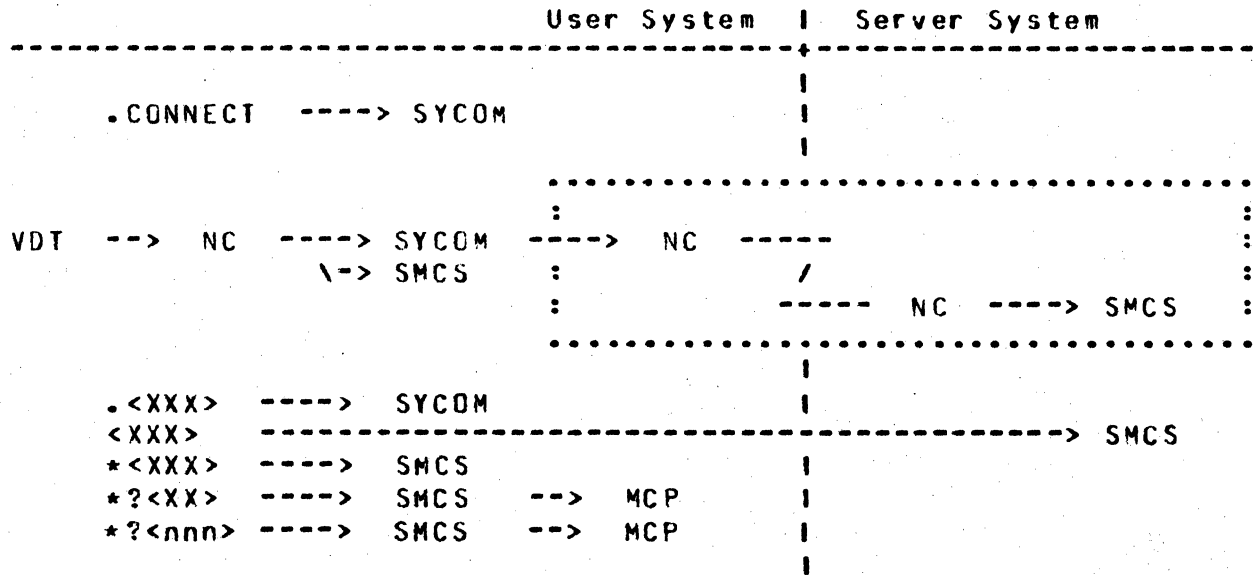 User System | Server System
------------------------------------------+----------------------------
|
.CONNECT ----> SYCOM |
|
.............................................
: :
VDT --> NC ----> SYCOM ----> NC ----- :
\-> SMCS : / :
: ----- NC ----> SMCS :
.............................................
|
.<XXX> ----> SYCOM |
<XXX> ----------------------------------------------------> SMCS
*<XXX> ----> SMCS |
*?<XX> ----> SMCS --> MCP |
*?<nnn> ----> SMCS --> MCP |
|